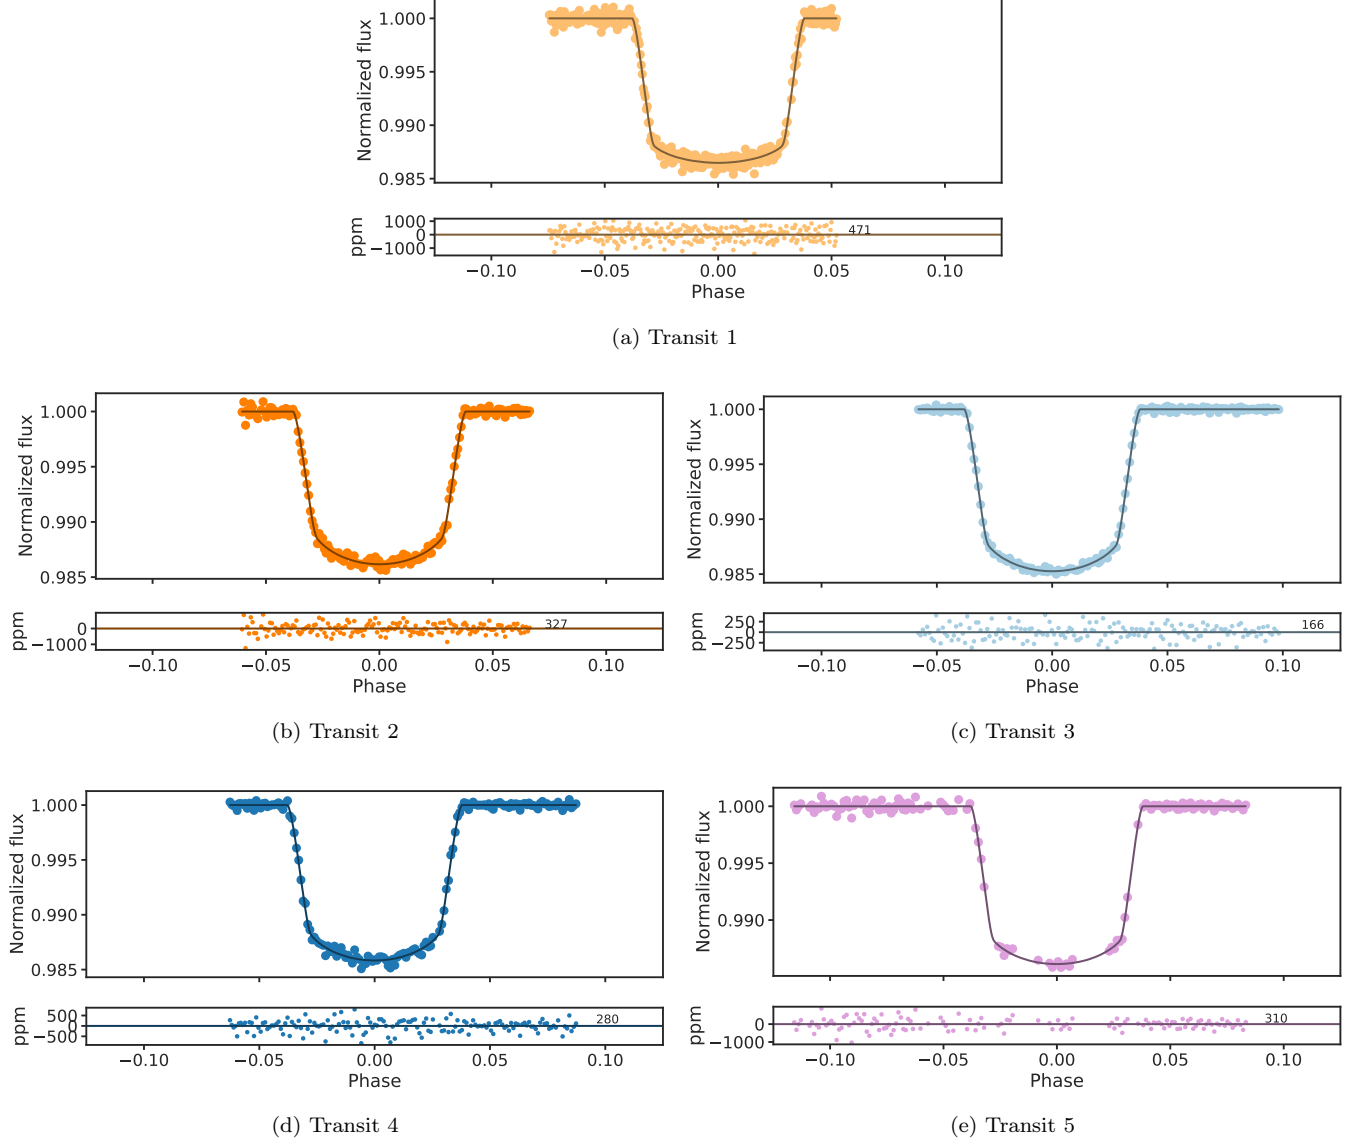 1.000
0.995
0.990
0.985
Normalized flux
1000
0
−1000
ppm
471
−0.10 −0.05 0.00 0.05 0.10
Phase
(a) Transit 1
1.000
0.995
0.990
0.985
Normalized flux
0
−1000
ppm
327
−0.10 −0.05 0.00 0.05 0.10
Phase
(b) Transit 2
1.000
0.995
0.990
0.985
Normalized flux
250
0
−250
ppm
166
−0.10 −0.05 0.00 0.05 0.10
Phase
(c) Transit 3
1.000
0.995
0.990
0.985
Normalized flux
500
0
−500
ppm
280
−0.10 −0.05 0.00 0.05 0.10
Phase
(d) Transit 4
1.000
0.995
0.990
Normalized flux
0
−1000
ppm
310
−0.10 −0.05 0.00 0.05 0.10
Phase
(e) Transit 5